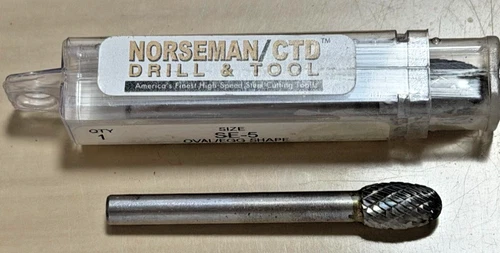 NORSEMAN/CTD™
DRILL & TOOL
America's Finest High-Speed Steel Cutting Tools
QTY
1
SIZE
SE-5
OVAL/EGG SHAPE